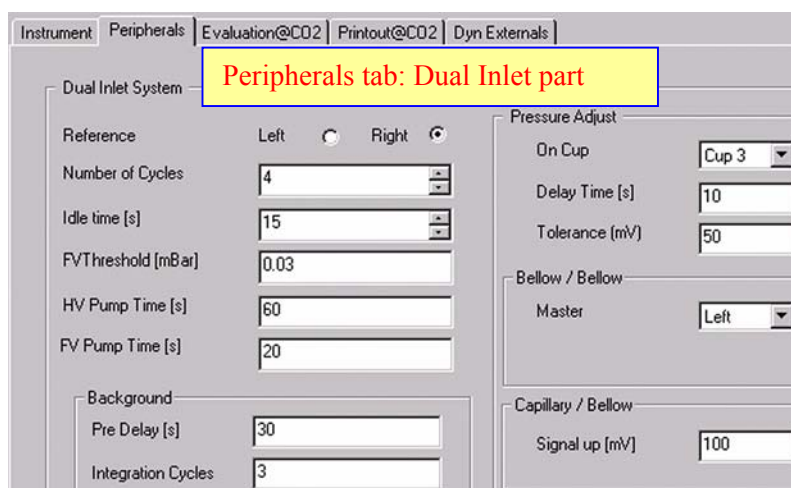 Instrument Peripherals Evaluation@CO2 Printout@CO2 Dyn Externals
Peripherals tab: Dual Inlet part
Dual Inlet System
Reference Left Right
Number of Cycles 4
Idle time [s] 15
FVThreshold [mBar] 0.03
HV Pump Time [s] 60
FV Pump Time [s] 20
Background
Pre Delay [s] 30
Integration Cycles 3
Pressure Adjust
On Cup Cup 3
Delay Time [s] 10
Tolerance (mV) 50
Bellow / Bellow
Master Left
Capillary / Bellow
Signal up [mV] 100